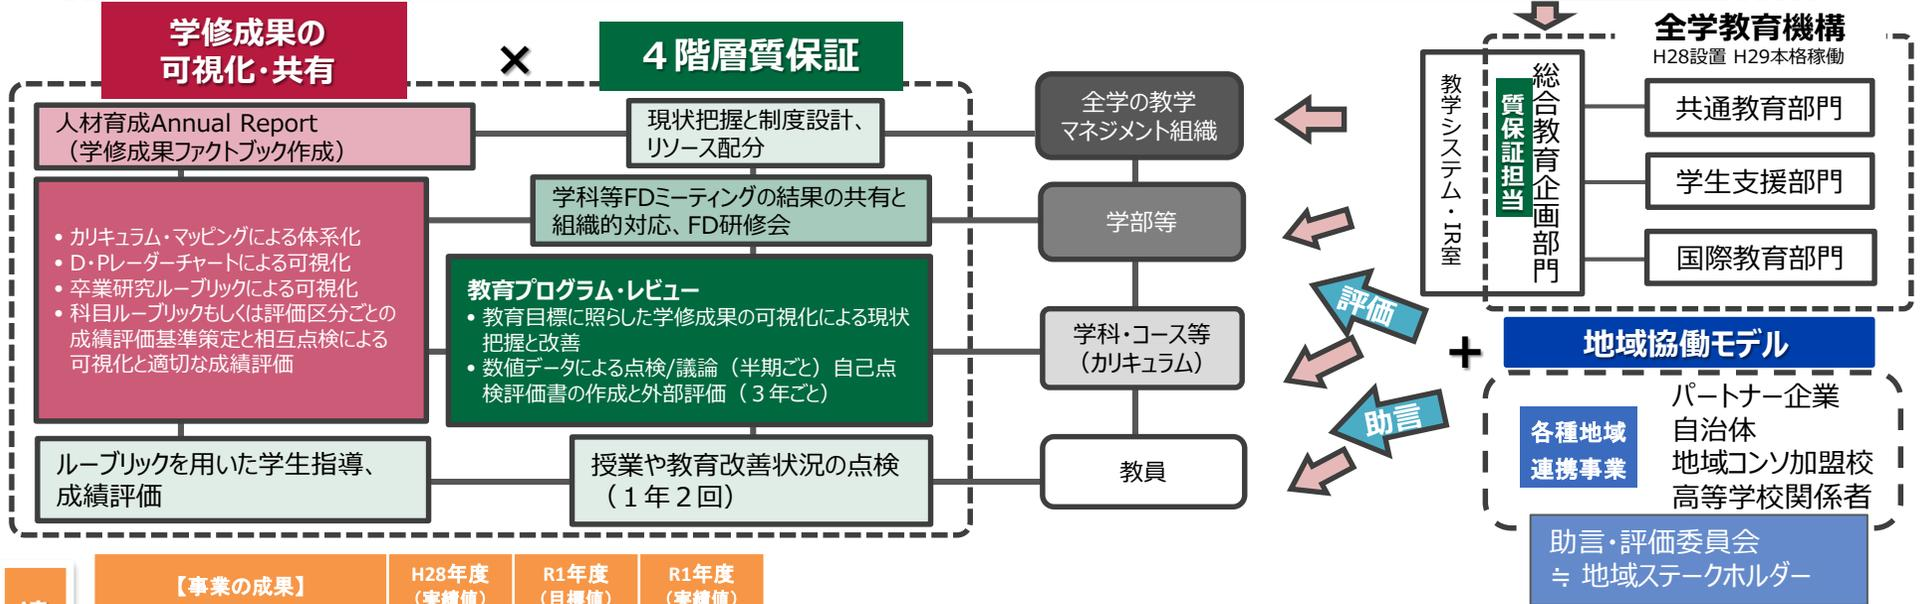 学修成果の
可視化・共有
×
４階層質保証
人材育成Annual Report
（学修成果ファクトブック作成）
現状把握と制度設計、
リソース配分
全学の教学
マネジメント組織
学科等FDミーティングの結果の共有と
組織的対応、FD研修会
学部等
• カリキュラム・マッピングによる体系化
• D・Pレーダーチャートによる可視化
• 卒業研究ルーブリックによる可視化
• 科目ルーブリックもしくは評価区分ごとの
成績評価基準策定と相互点検による
可視化と適切な成績評価
教育プログラム・レビュー
• 教育目標に照らした学修成果の可視化による現状
把握と改善
• 数値データによる点検/議論（半期ごと）自己点
検評価書の作成と外部評価（３年ごと）
学科・コース等
（カリキュラム）
ルーブリックを用いた学生指導、
成績評価
授業や教育改善状況の点検
（１年２回）
教員
評価
助言
全学教育機構
H28設置 H29本格稼働
教学システム・IR室
質保証担当
総合教育企画部門
共通教育部門
学生支援部門
国際教育部門
+
地域協働モデル
各種地域
連携事業
パートナー企業
自治体
地域コンソ加盟校
高等学校関係者
助言・評価委員会
≒ 地域ステークホルダー
【事業の成果】
H28年度
（実績値）
R1年度
（目標値）
R1年度
（実績値）